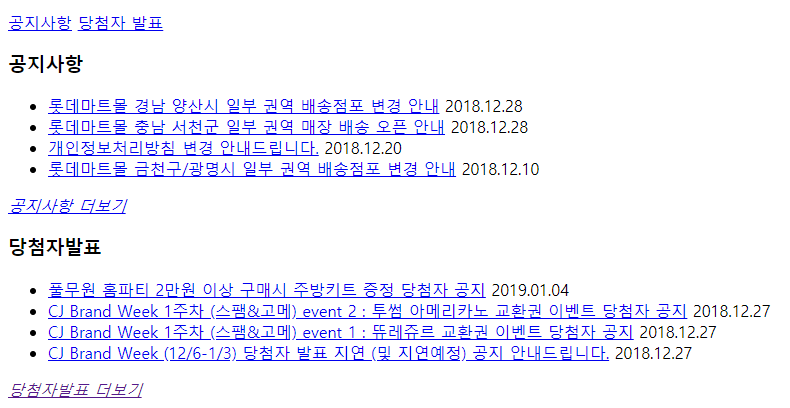 공지사항 당첨자 발표
공지사항
롯데마트몰 경남 양산시 일부 권역 배송점포 변경 안내 2018.12.28
롯데마트몰 충남 서천군 일부 권역 매장 배송 오픈 안내 2018.12.28
개인정보처리방침 변경 안내드립니다. 2018.12.20
롯데마트몰 금천구/광명시 일부 권역 배송점포 변경 안내 2018.12.10
공지사항 더보기
당첨자발표
풀무원 홈파티 2만원 이상 구매시 주방키트 증정 당첨자 공지 2019.01.04
CJ Brand Week 1주차 (스팸&고메) event 2 : 투썸 아메리카노 교환권 이벤트 당첨자 공지 2018.12.27
CJ Brand Week 1주차 (스팸&고메) event 1 : 뚜레쥬르 교환권 이벤트 당첨자 공지 2018.12.27
CJ Brand Week (12/6-1/3) 당첨자 발표 지연 (및 지연예정) 공지 안내드립니다. 2018.12.27
당첨자발표 더보기